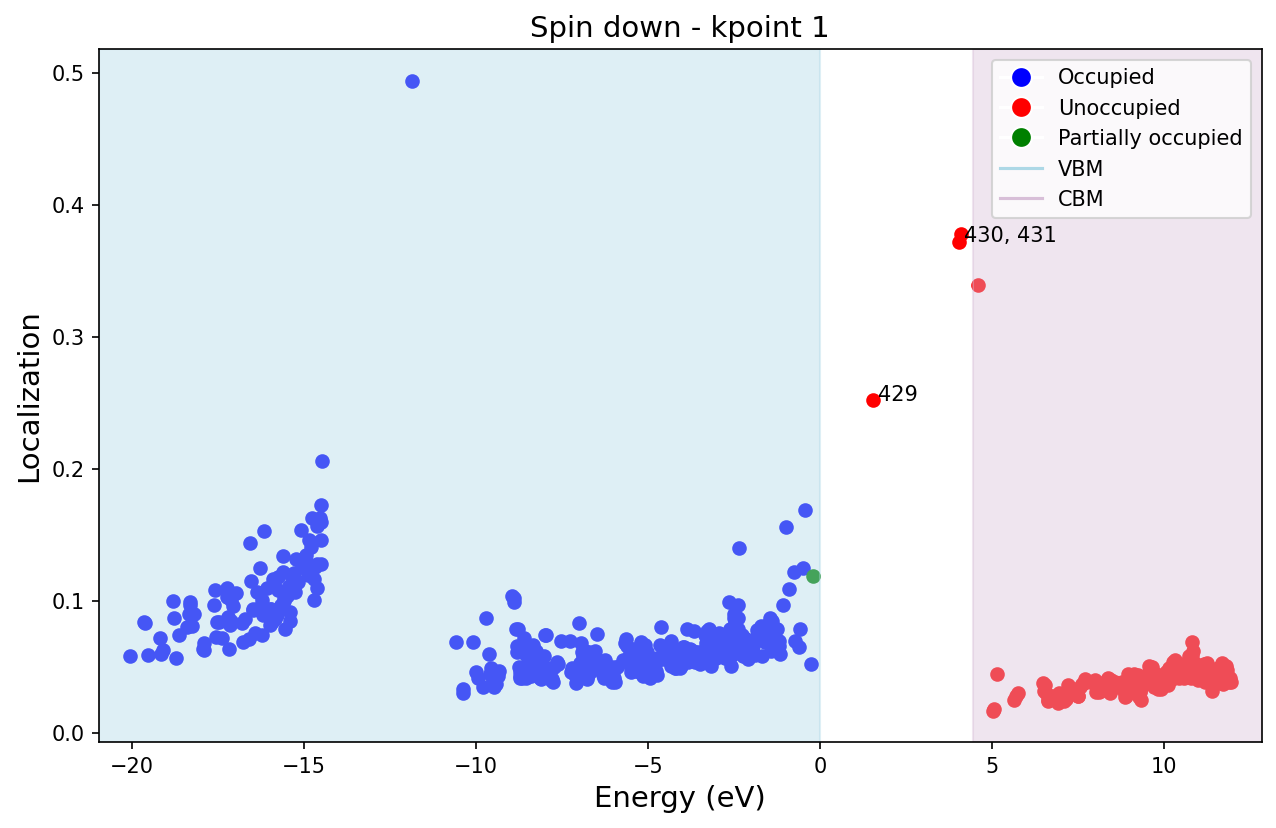 Spin down - kpoint 1
Localization
0.5
0.4
0.3
0.2
0.1
0.0
Occupied
Unoccupied
Partially occupied
VBM
CBM
430, 431
429
−20
−15
−10
−5
0
5
10
Energy (eV)